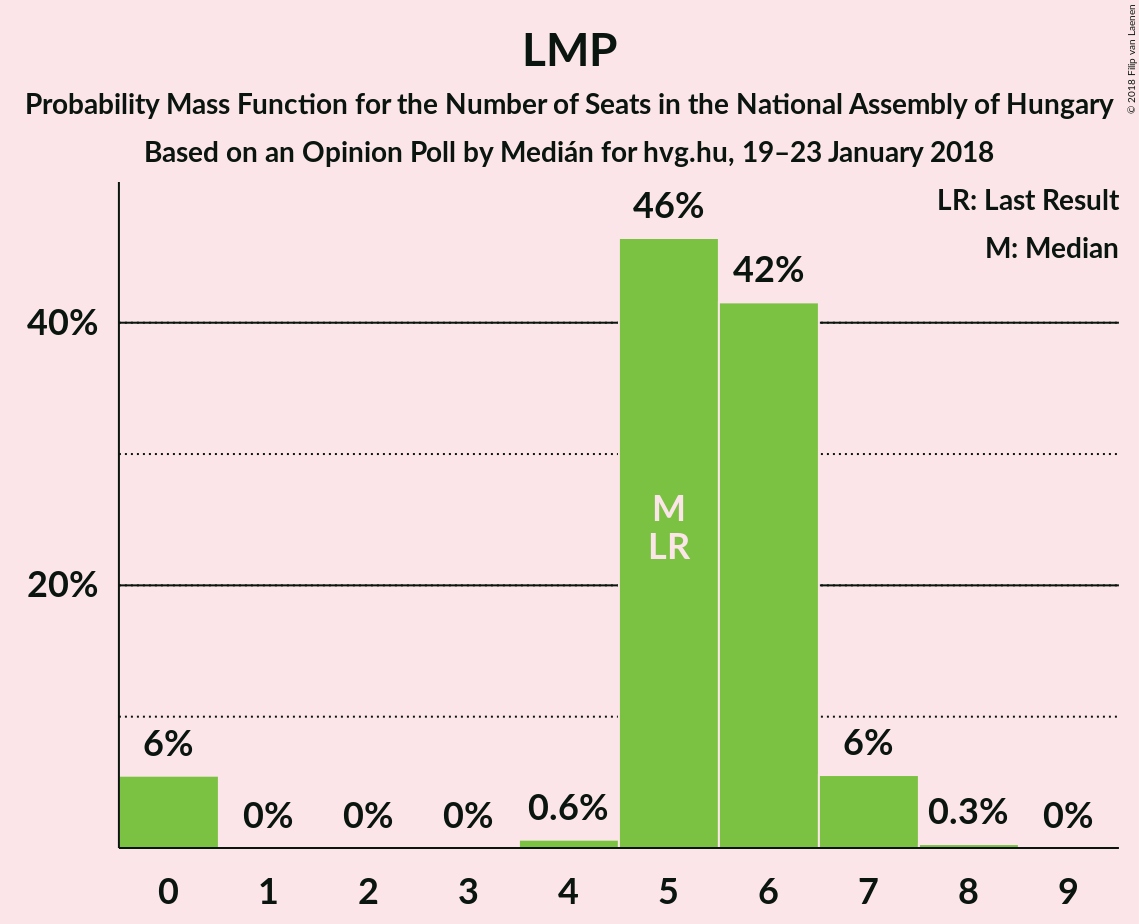 LMP
Probability Mass Function for the Number of Seats in the National Assembly of Hungary
Based on an Opinion Poll by Medián for hvg.hu, 19–23 January 2018
© 2018 Filip van Laenen
LR: Last Result
M: Median
46%
42%
40%
M
LR
20%
6%
0%
0%
0%
0.6%
6%
0.3%
0%
0
1
2
3
4
5
6
7
8
9